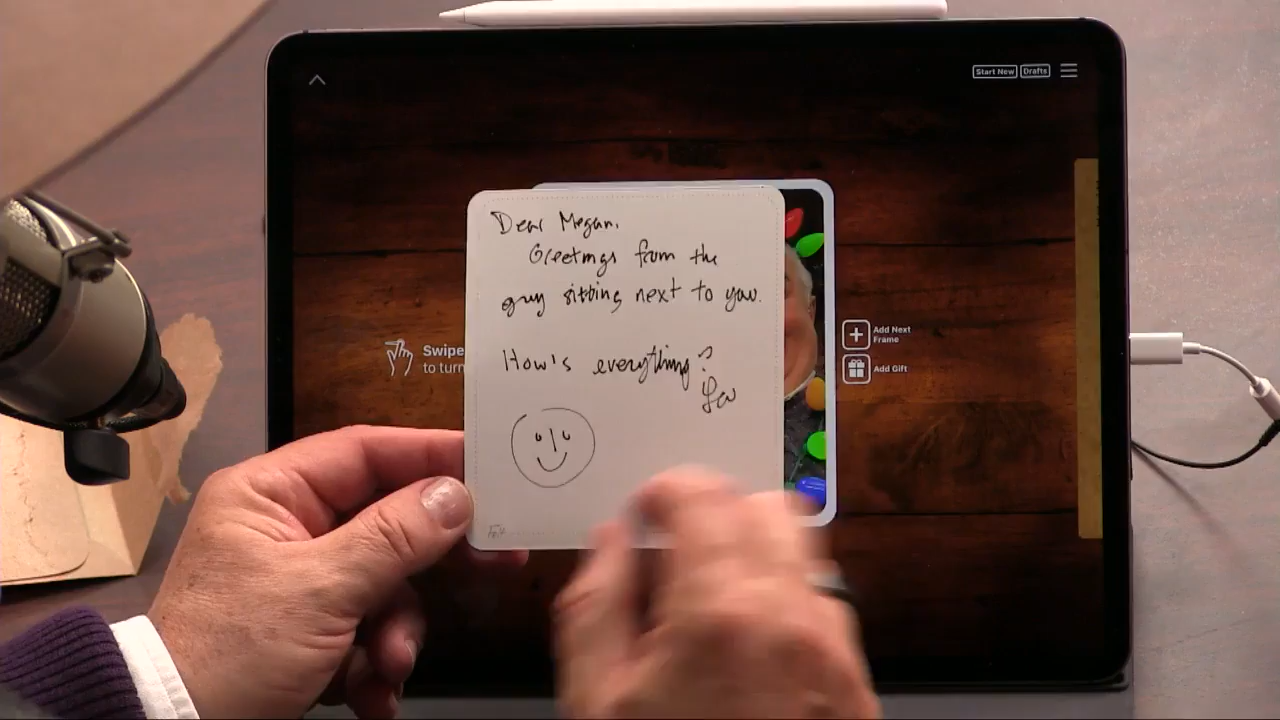 Start New Drafts
Dear Megan,
Greetings from the
guy sitting next to you.
How's everything?
Leo
Swipe
to turn
Add Next
Frame
Add Gift